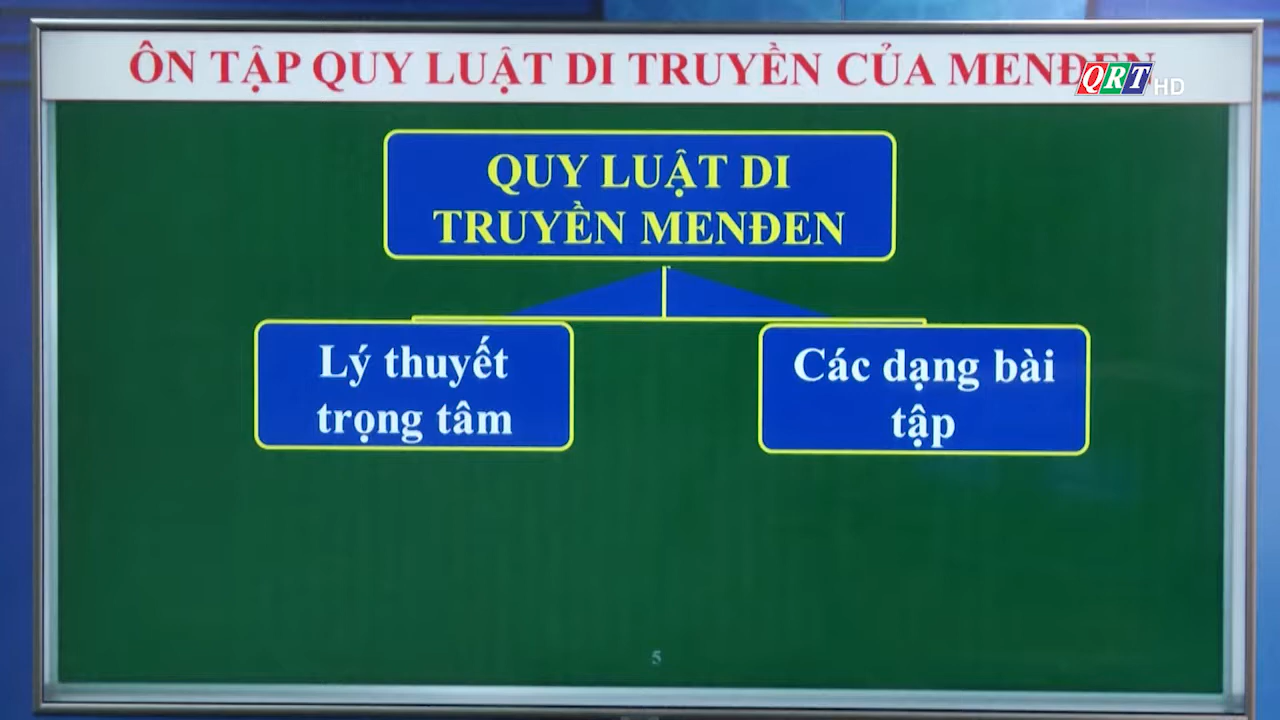 ÔN TẬP QUY LUẬT DI TRUYỀN CỦA MENĐEN
QRT HD
QUY LUẬT DI
TRUYỀN MENĐEN
Lý thuyết
trọng tâm
Các dạng bài
tập
5